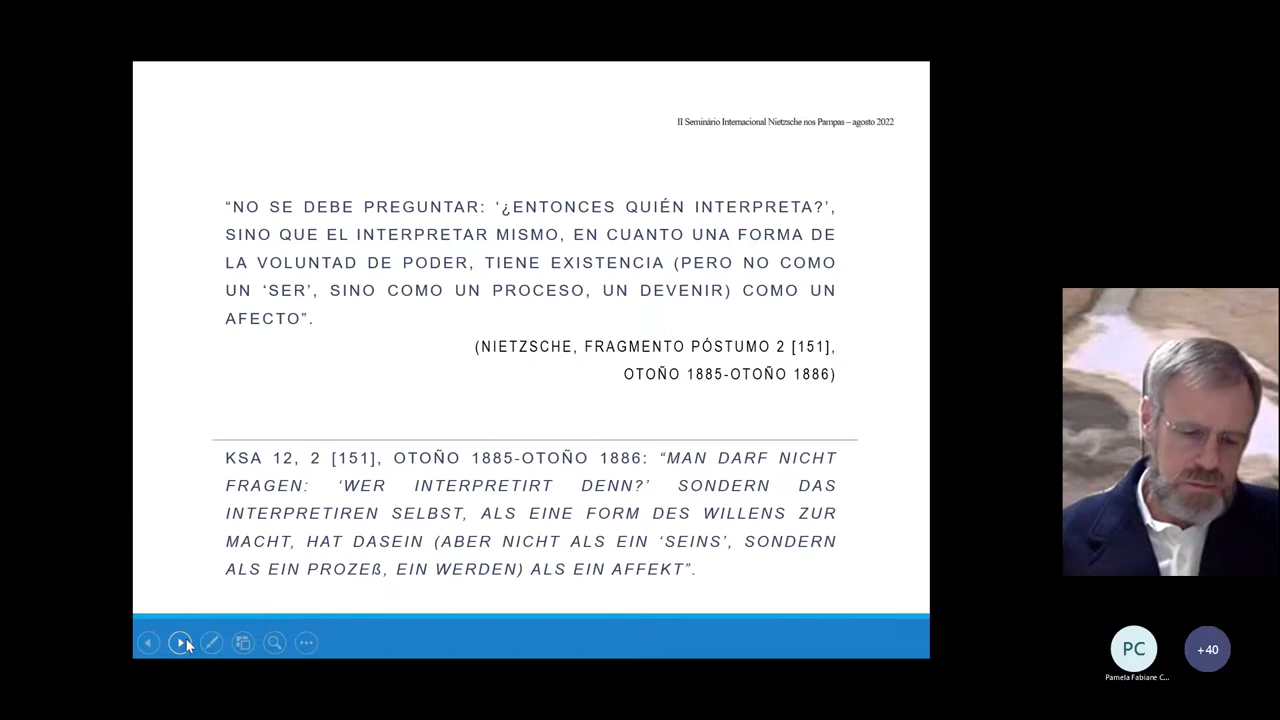 II Seminário Internacional Nietzsche nos Pampas – agosto 2022
“NO SE DEBE PREGUNTAR: ‘¿ENTONCES QUIÉN INTERPRETA?’,
SINO QUE EL INTERPRETAR MISMO, EN CUANTO UNA FORMA DE
LA VOLUNTAD DE PODER, TIENE EXISTENCIA (PERO NO COMO
UN ‘SER’, SINO COMO UN PROCESO, UN DEVENIR) COMO UN
AFECTO”.
(NIETZSCHE, FRAGMENTO PÓSTUMO 2 [151],
OTOÑO 1885-OTOÑO 1886)
KSA 12, 2 [151], OTOÑO 1885-OTOÑO 1886: “MAN DARF NICHT
FRAGEN: ‘WER INTERPRETIRT DENN?’ SONDERN DAS
INTERPRETIREN SELBST, ALS EINE FORM DES WILLENS ZUR
MACHT, HAT DASEIN (ABER NICHT ALS EIN ‘SEINS’, SONDERN
ALS EIN PROZEß, EIN WERDEN) ALS EIN AFFEKT”.
PC
+40
Pamela Fabiane C...